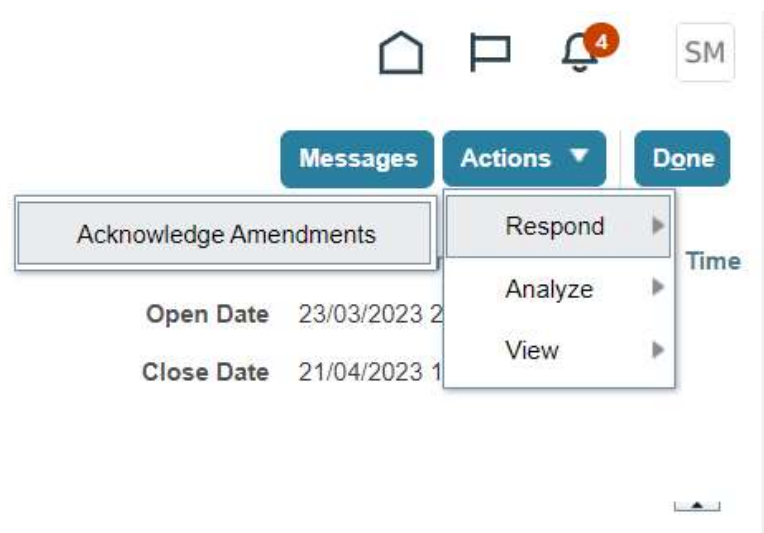 4
SM
Messages Actions Done
Acknowledge Amendments Respond
Time
Analyze
Open Date 23/03/2023 2
View
Close Date 21/04/2023 1